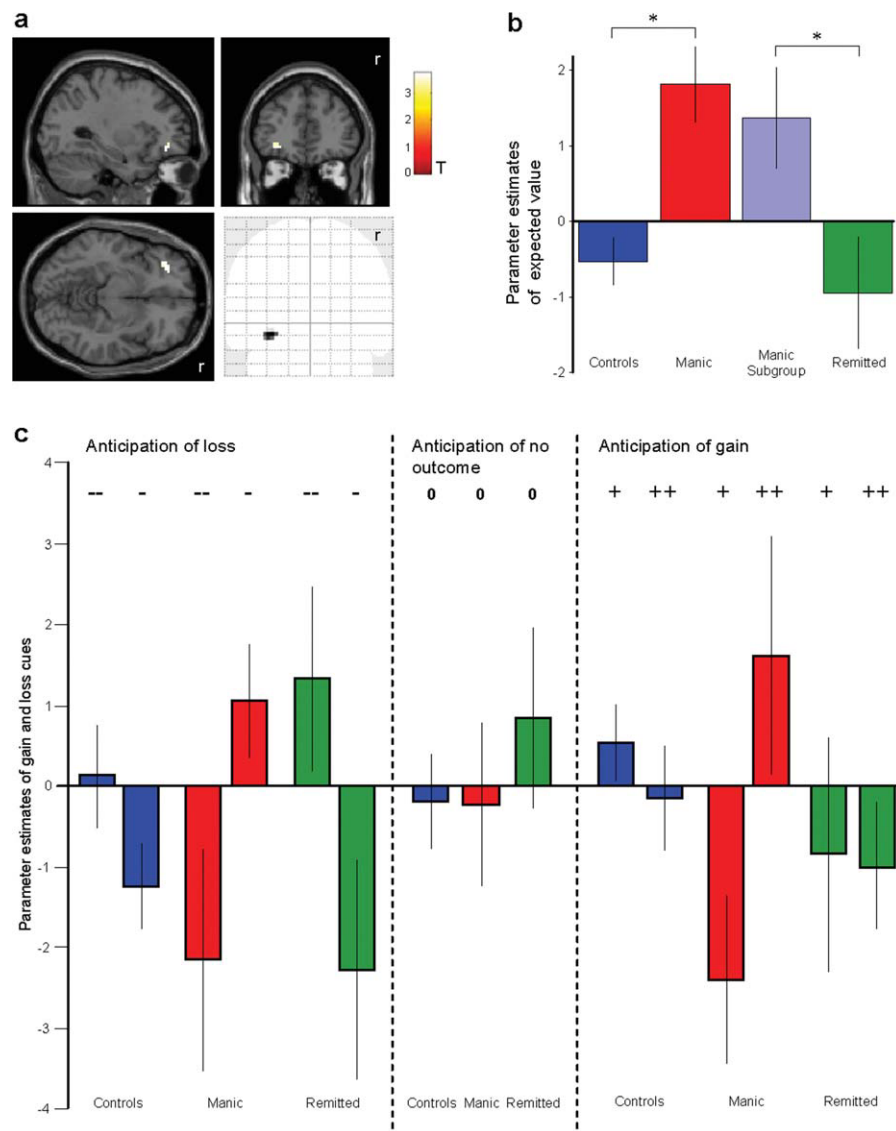 a
r
3
2
1
0
T
r
r
b
*
*
2
1
0
-1
-2
Parameter estimates
of expected value
Controls
Manic
Manic
Subgroup
Remitted
c
Anticipation of loss
Anticipation of no
outcome
Anticipation of gain
-- - -- - -- -
0 0 0
+ ++ + ++ + ++
4
3
2
1
0
-1
-2
-3
-4
Parameter estimates of gain and loss cues
Controls Manic Remitted
Controls Manic Remitted
Controls Manic Remitted